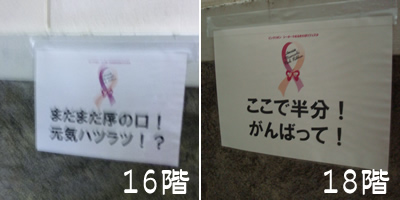 まだまだ序の口！
元気ハツラツ！？
16階
ここで半分！
がんばって！
18階